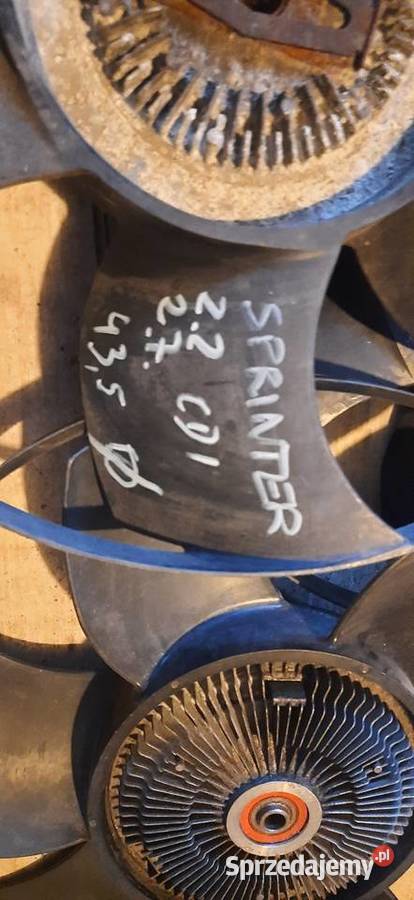 SPRINTER
2.2 CDI
2.7.
43,5 Ø
Sprzedajemy.pl